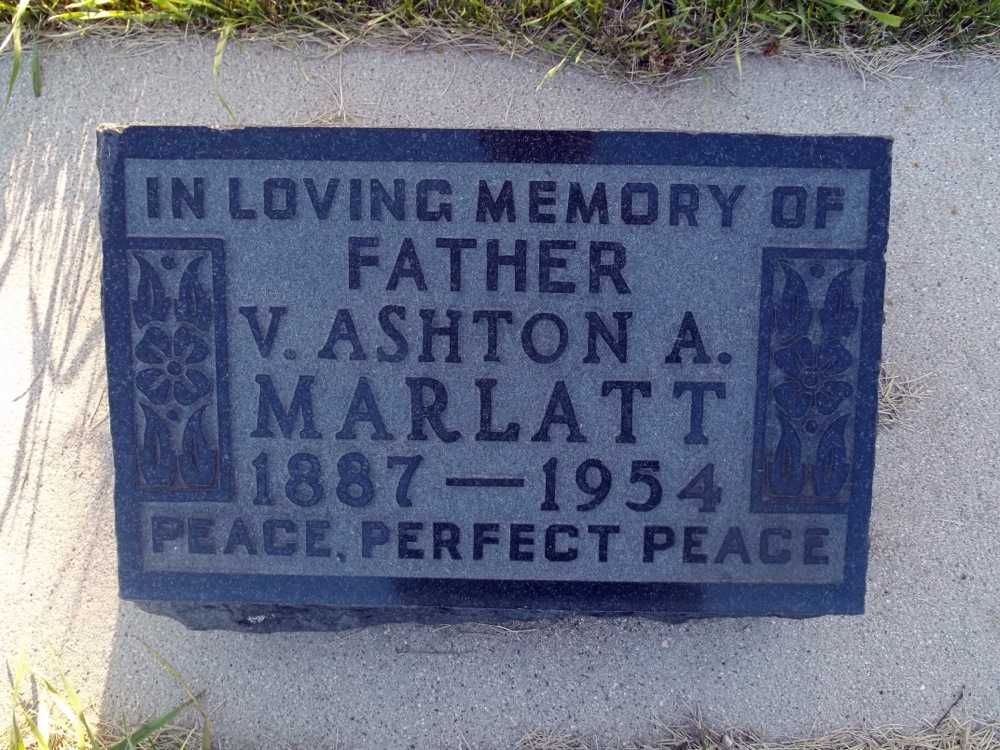 IN LOVING MEMORY OF
FATHER
V. ASHTON A.
MARLATT
1887 — 1954
PEACE, PERFECT PEACE